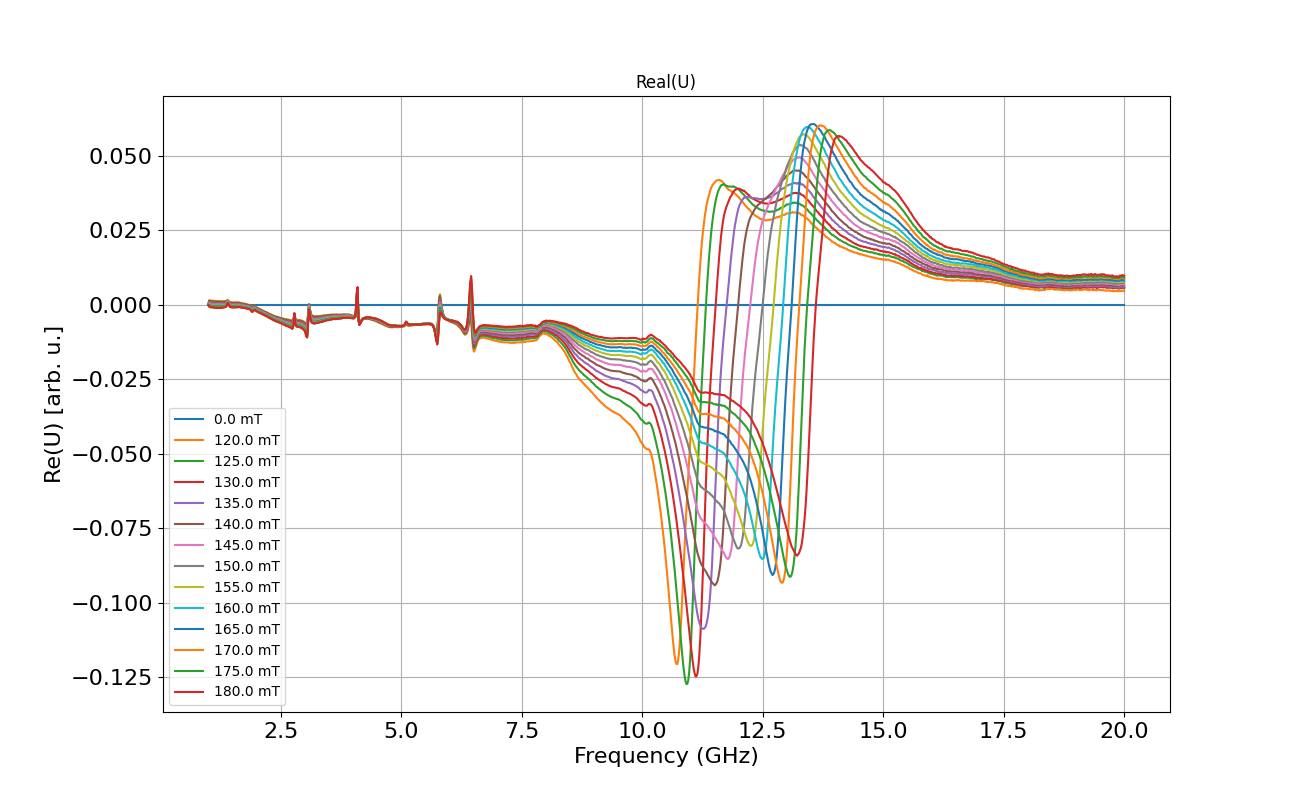 Real(U)
Re(U) [arb. u.]
0.050
0.025
0.000
−0.025
−0.050
−0.075
−0.100
−0.125
0.0 mT
120.0 mT
125.0 mT
130.0 mT
135.0 mT
140.0 mT
145.0 mT
150.0 mT
155.0 mT
160.0 mT
165.0 mT
170.0 mT
175.0 mT
180.0 mT
2.5 5.0 7.5 10.0 12.5 15.0 17.5 20.0
Frequency (GHz)